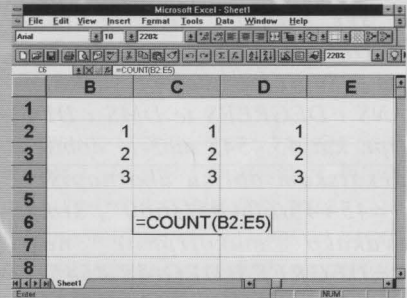 Microsoft Excel - Sheet1
File Edit View Insert Format Tools Data Window Help
Arial 10 220%
220%
C6 =COUNT(B2:E5)
B C D E
1
2 1 1 1
3 2 2 2
4 3 3 3
5
6 =COUNT(B2:E5)
7
8
Sheet1
Enter NUM